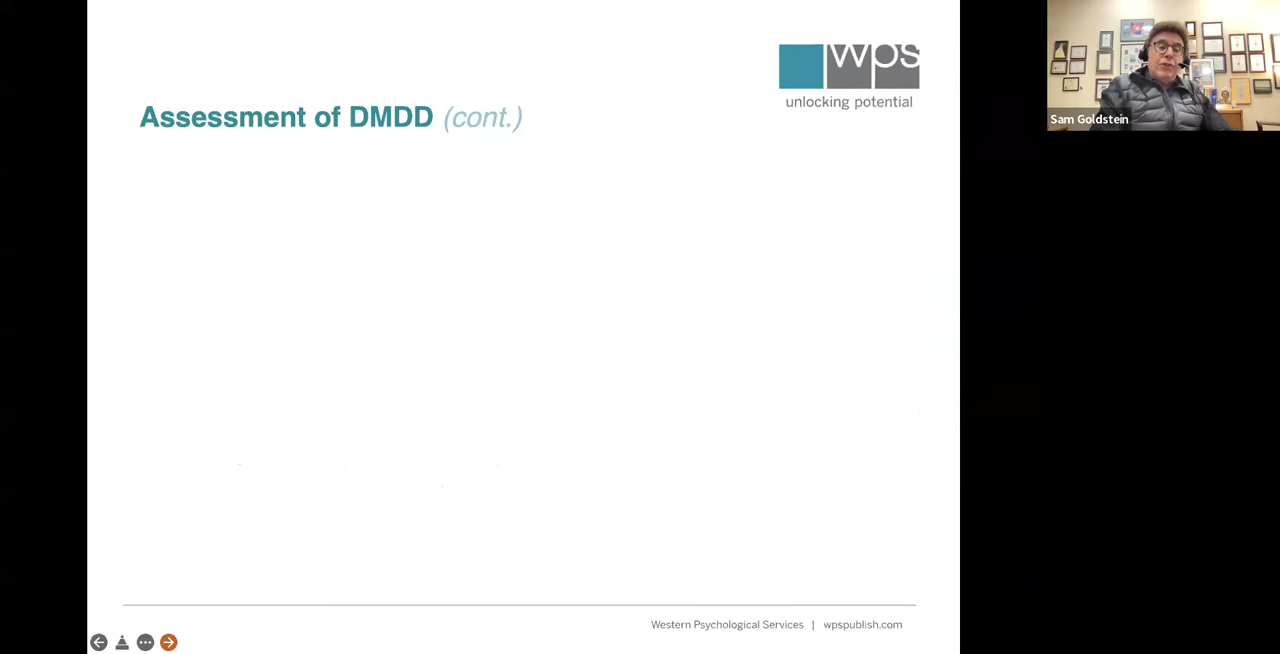 wps
unlocking potential
Assessment of DMDD (cont.)
Sam Goldstein
Western Psychological Services | wpspublish.com